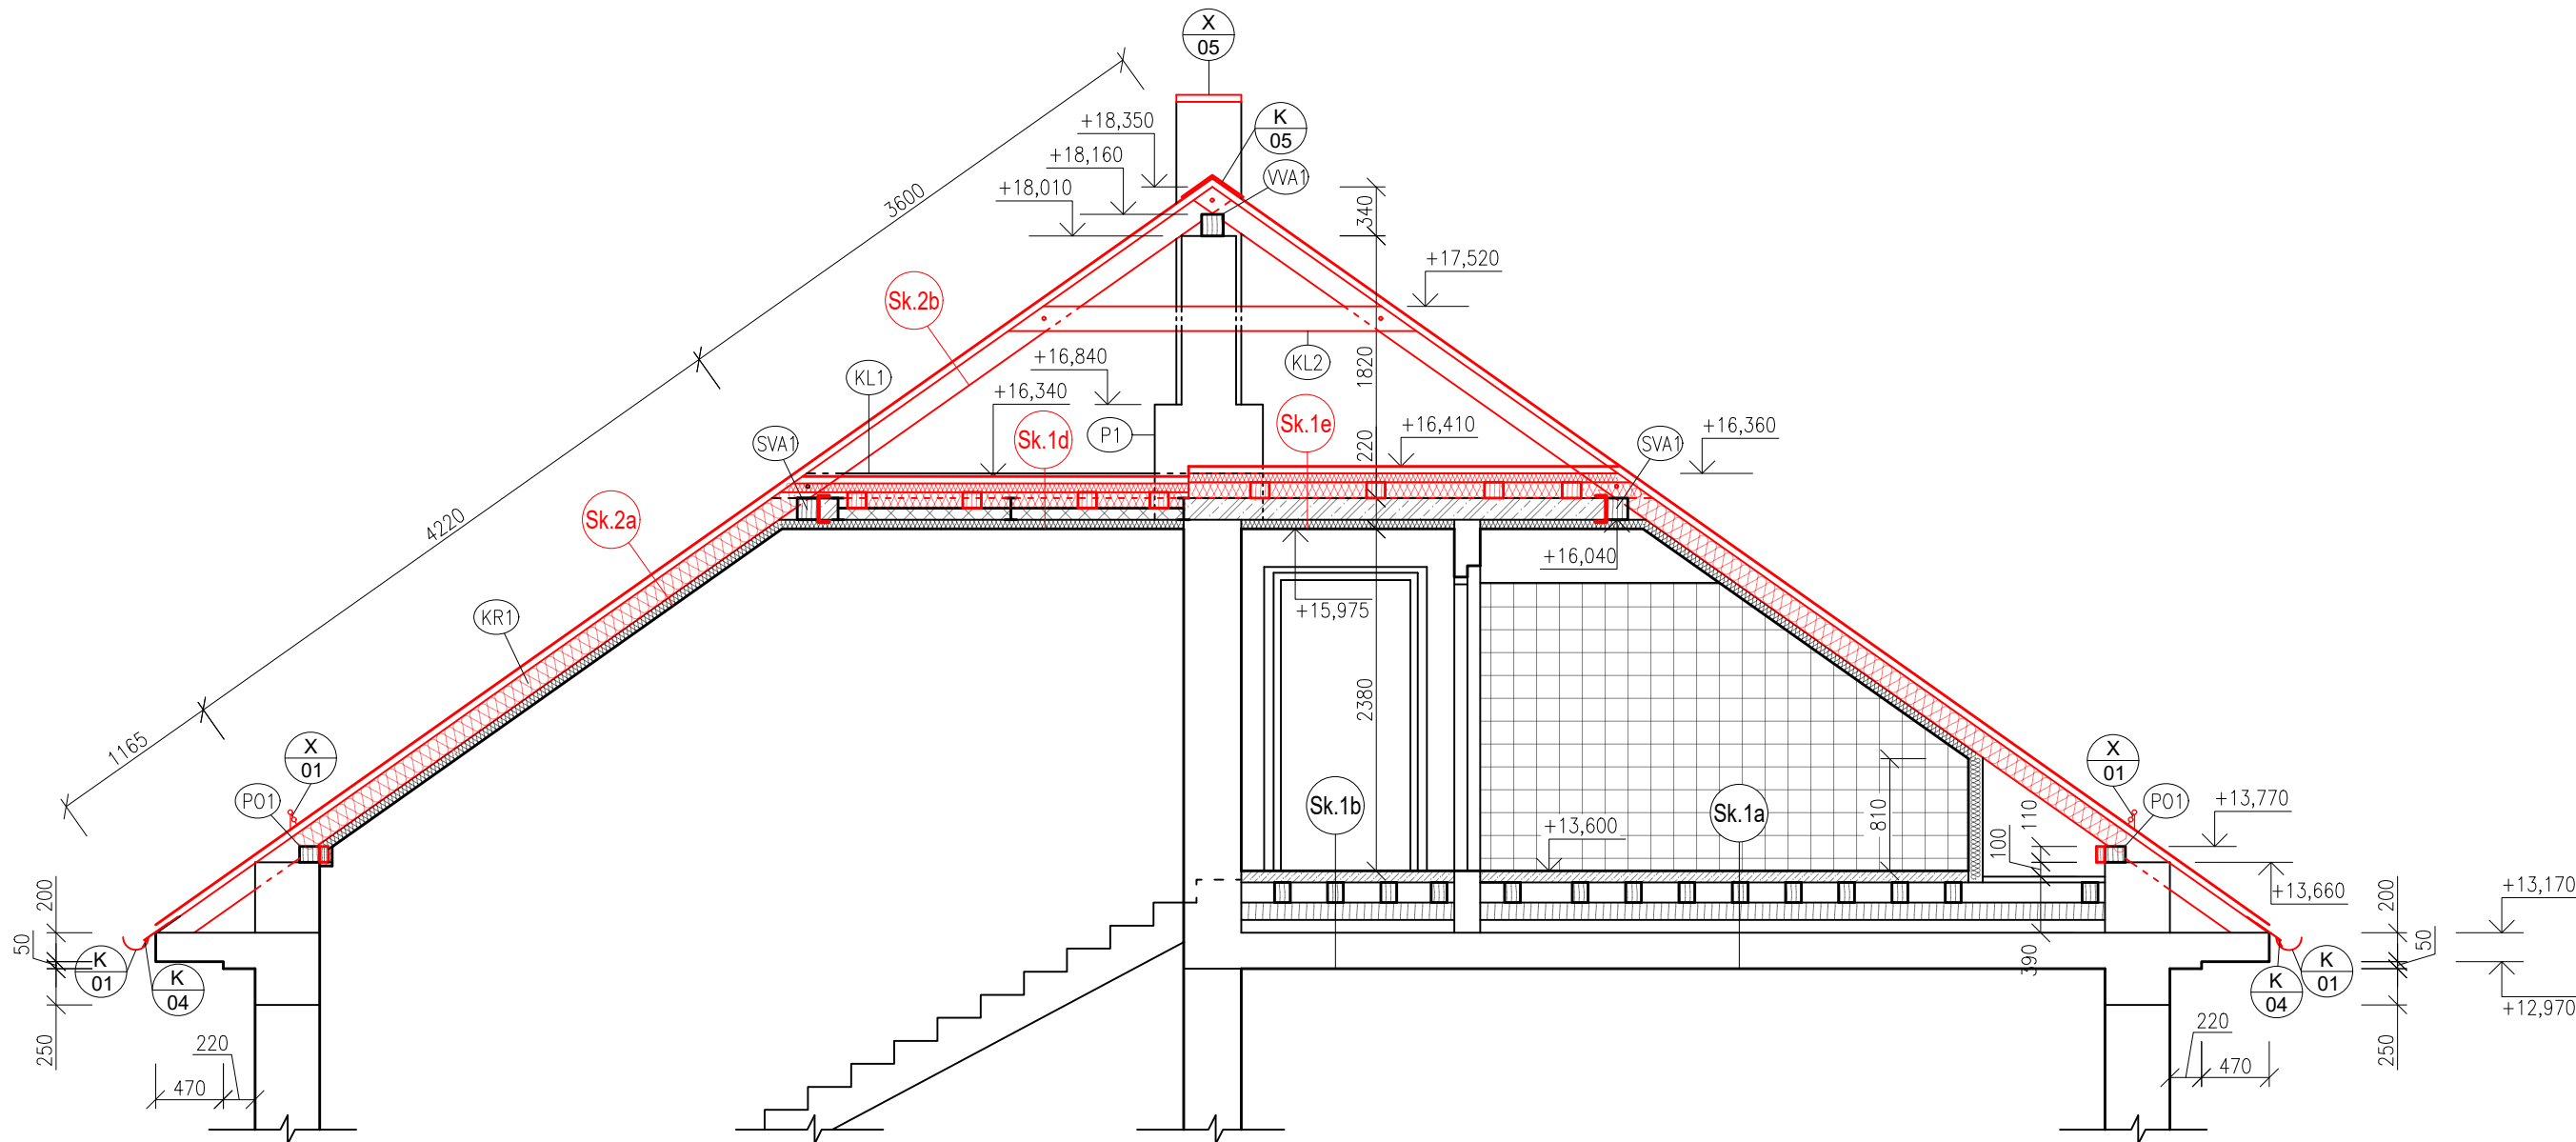 X
05
+18,350
K
05
+18,160
VVA1
+18,010
340
3600
+17,520
Sk.2b
KL1
+16,840
KL2
1820
+16,340
Sk.1d
P1
Sk.1e
+16,410
+16,360
SVA1
220
SVA1
4220
Sk.2a
+16,040
+15,975
KR1
2380
1165
X
01
X
01
PO1
PO1
+13,770
110
100
Sk.1b
Sk.1a
+13,600
810
+13,660
+13,170
200
200
50
50
K
01
K
04
390
K
04
K
01
+12,970
250
250
220
220
470
470